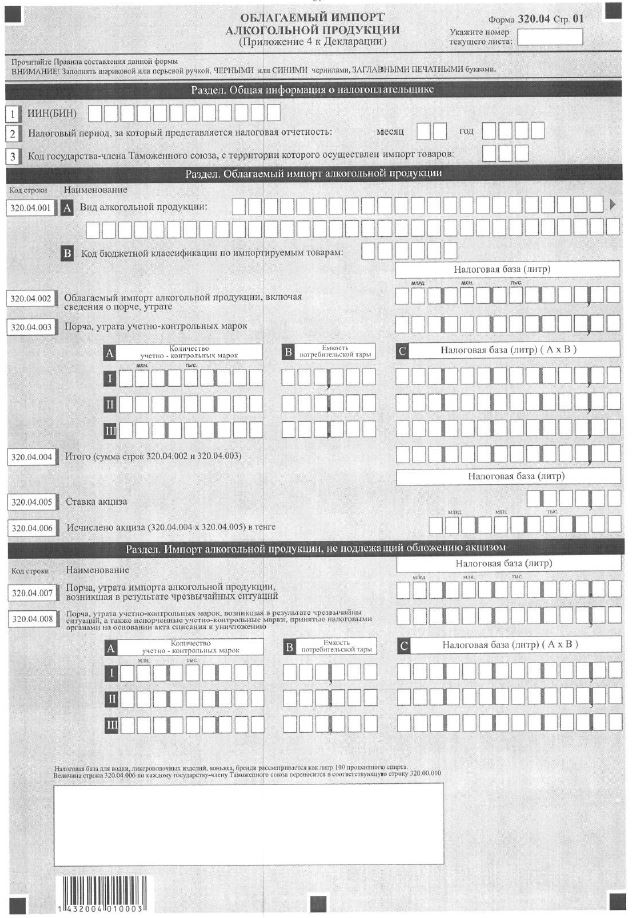 ОБЛАГАЕМЫЙ ИМПОРТ
АЛКОГОЛЬНОЙ ПРОДУКЦИИ
(Приложение 4 к Декларации)
Форма 320.04 Стр. 01
Укажите номер
текущего листа:
Прочитайте Правила составления данной формы
ВНИМАНИЕ! Заполнять шариковой или перьевой ручкой, ЧЕРНЫМИ или СИНИМИ чернилами, ЗАГЛАВНЫМИ ПЕЧАТНЫМИ буквами.
Раздел. Общая информация о налогоплательщике
1 ИИН(БИН)
2 Налоговый период, за который представляется налоговая отчетность: месяц год
3 Код государства-члена Таможенного союза, с территории которого осуществлен импорт товаров:
Раздел. Облагаемый импорт алкогольной продукции
Код строки Наименование
320.04.001 A Вид алкогольной продукции:
B Код бюджетной классификации по импортируемым товарам:
Налоговая база (литр)
млрд. млн. тыс.
320.04.002 Облагаемый импорт алкогольной продукции, включая
сведения о порче, утрате
320.04.003 Порча, утрата учетно-контрольных марок
A Количество
учетно - контрольных марок
B Емкость
потребительской тары
C Налоговая база (литр) ( А х В )
млн. тыс.
I
II
III
320.04.004 Итого (сумма строк 320.04.002 и 320.04.003)
Налоговая база (литр)
320.04.005 Ставка акциза
млрд. млн. тыс.
320.04.006 Исчислено акциза (320.04.004 х 320.04.005) в тенге
Раздел. Импорт алкогольной продукции, не подлежащий обложению акцизом
Код строки Наименование
Налоговая база (литр)
млрд. млн. тыс.
320.04.007 Порча, утрата импорта алкогольной продукции,
возникшая в результате чрезвычайных ситуаций
320.04.008 Порча, утрата учетно-контрольных марок, возникшая в результате чрезвычайных
ситуаций, а также испорченные учетно-контрольные марки, принятые налоговыми
органами на основании акта списания и уничтожению
A Количество
учетно - контрольных марок
B Емкость
потребительской тары
C Налоговая база (литр) ( А х В )
млн. тыс.
I
II
III
Налоговая база для водки, ликероводочных изделий, коньяка, бренди рассматривается как литр 100 процентного спирта.
Величина строки 320.04.006 по каждому государству-члену Таможенного союза переносится в соответствующую строку 320.00.010
1 432004 010003